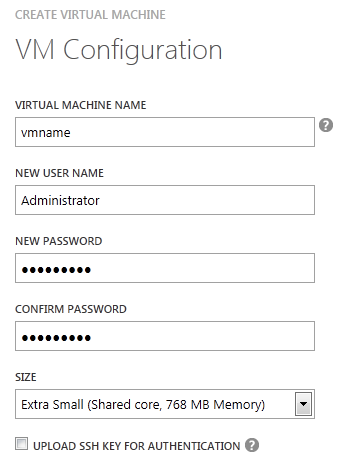 CREATE VIRTUAL MACHINE
VM Configuration
VIRTUAL MACHINE NAME
vmname
?
NEW USER NAME
Administrator
NEW PASSWORD
●●●●●●●●●
CONFIRM PASSWORD
●●●●●●●●●
SIZE
Extra Small (Shared core, 768 MB Memory)
UPLOAD SSH KEY FOR AUTHENTICATION ?